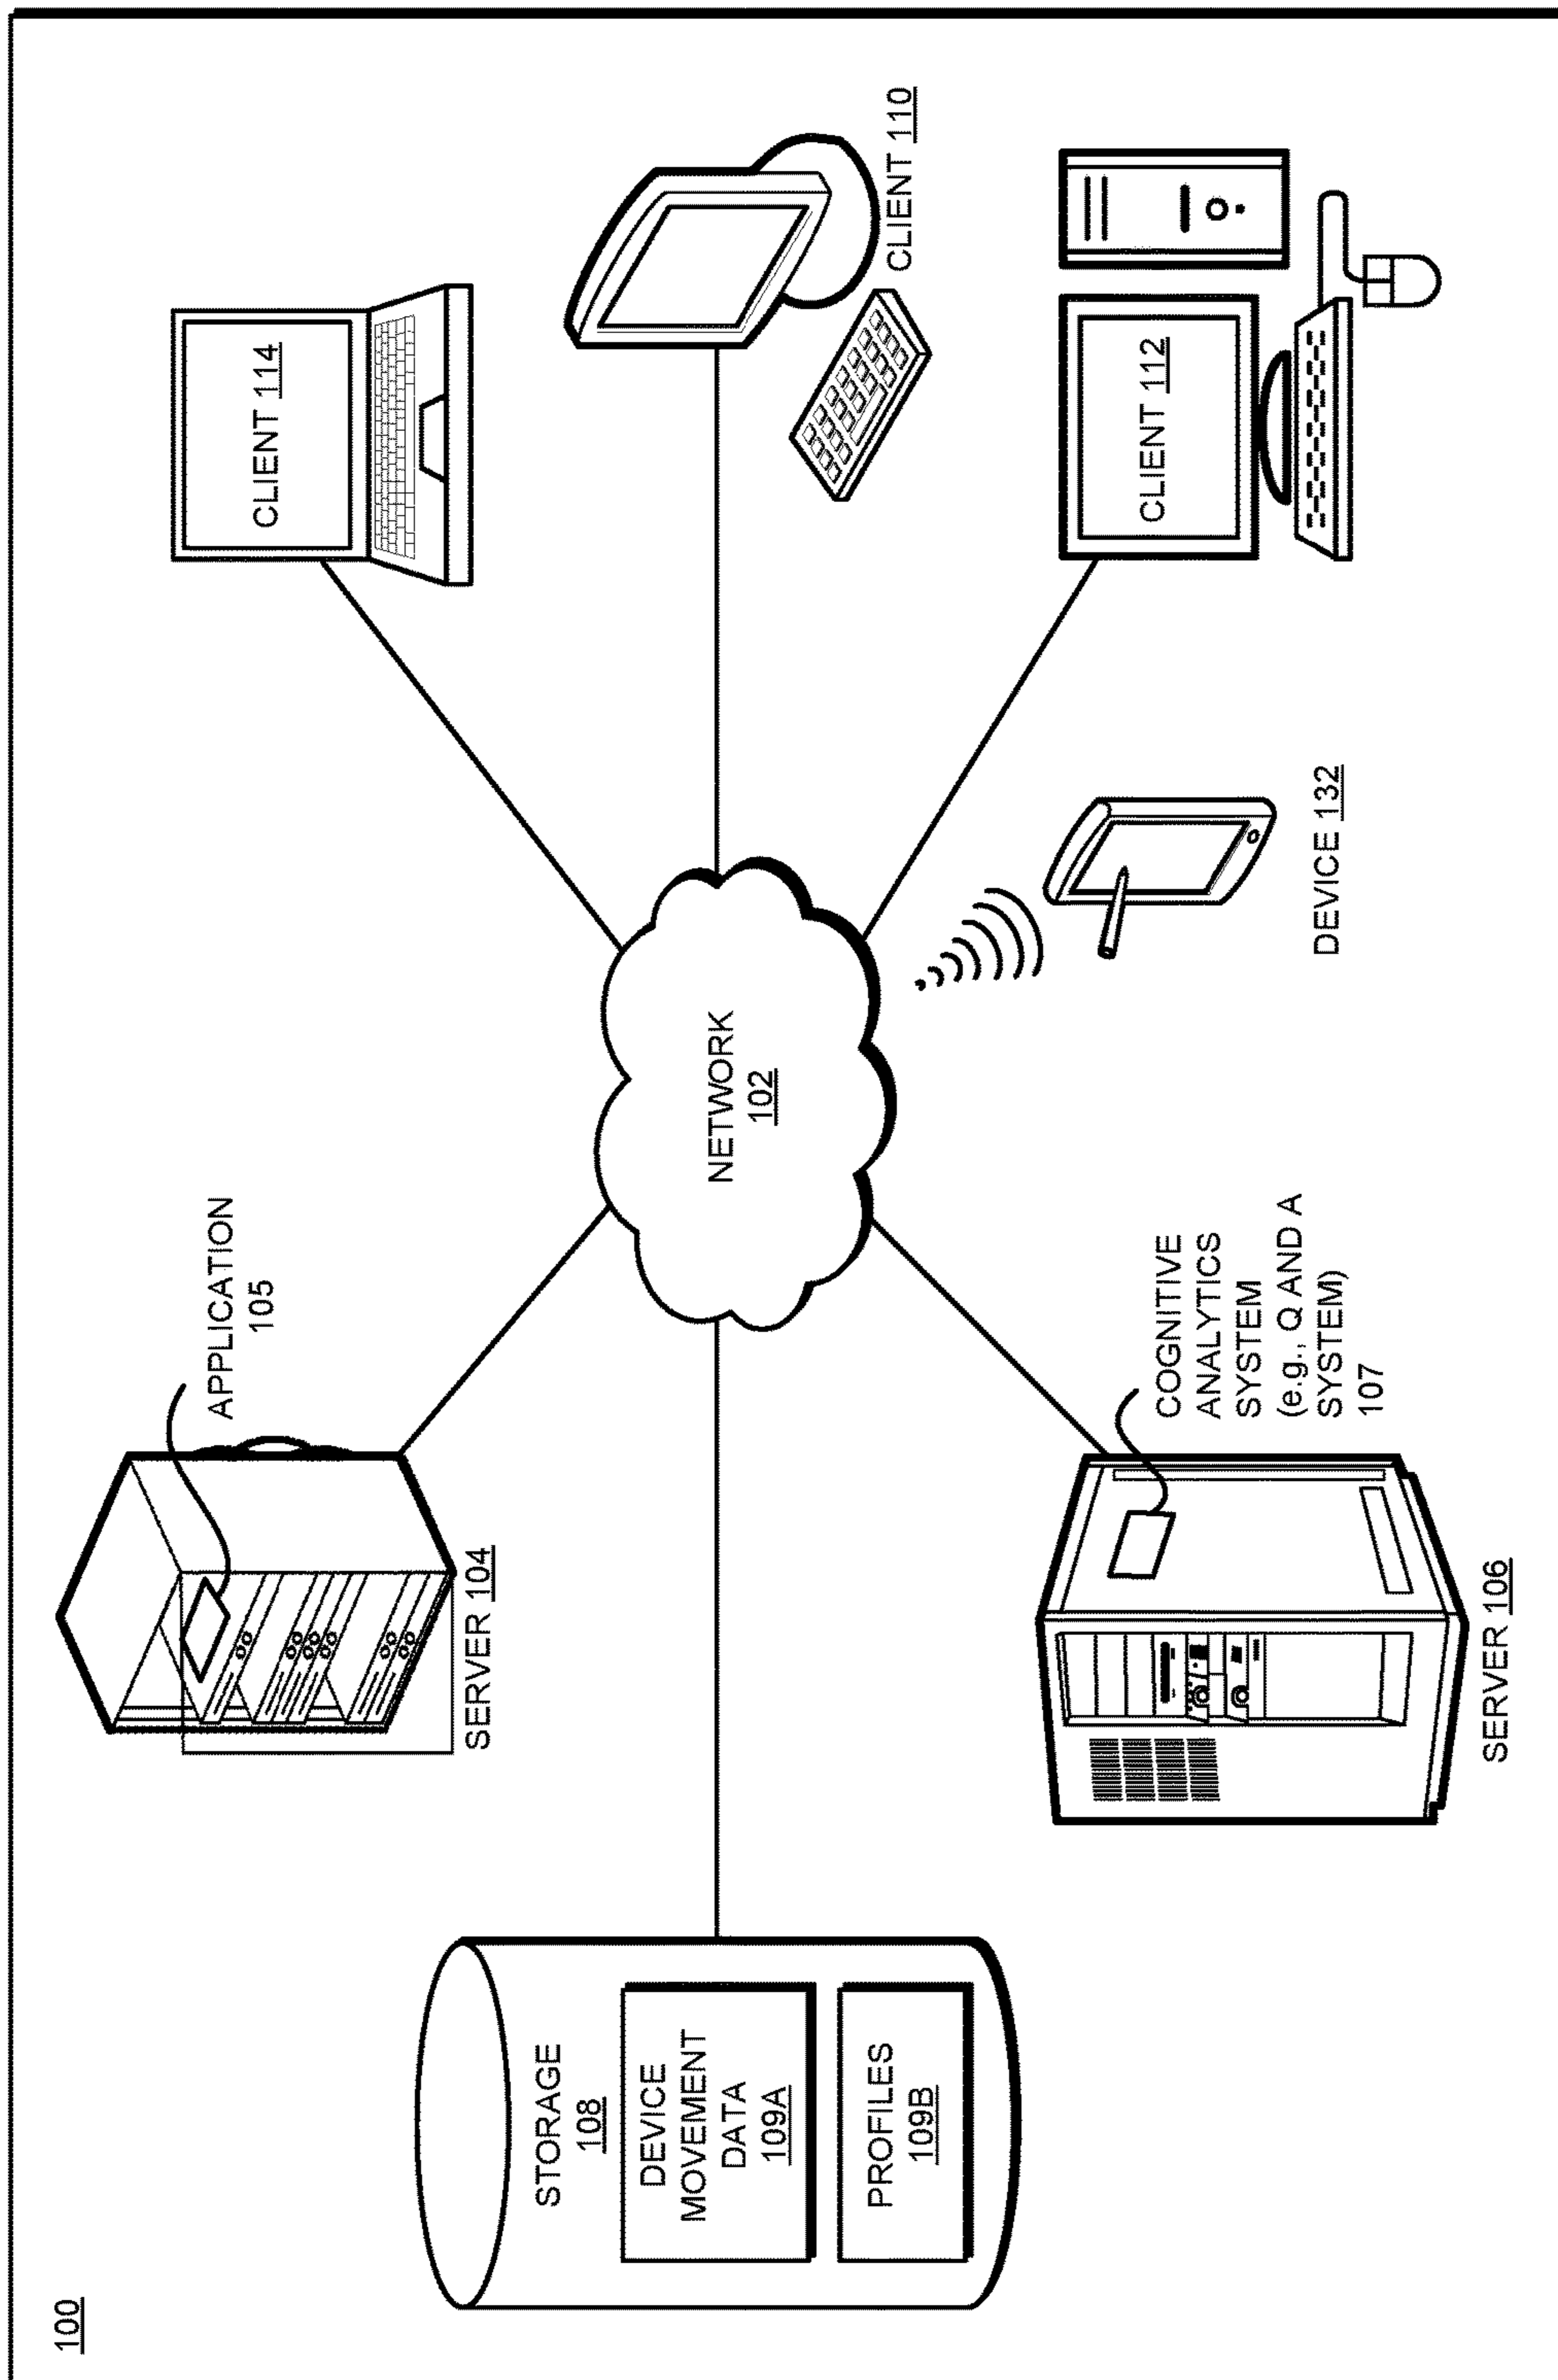 100
STORAGE
108
DEVICE
MOVEMENT
DATA
109A
PROFILES
109B
SERVER 104
APPLICATION
105
SERVER 106
COGNITIVE
ANALYTICS
SYSTEM
(e.g., Q AND A
SYSTEM)
107
NETWORK
102
DEVICE 132
CLIENT 114
CLIENT 110
CLIENT 112